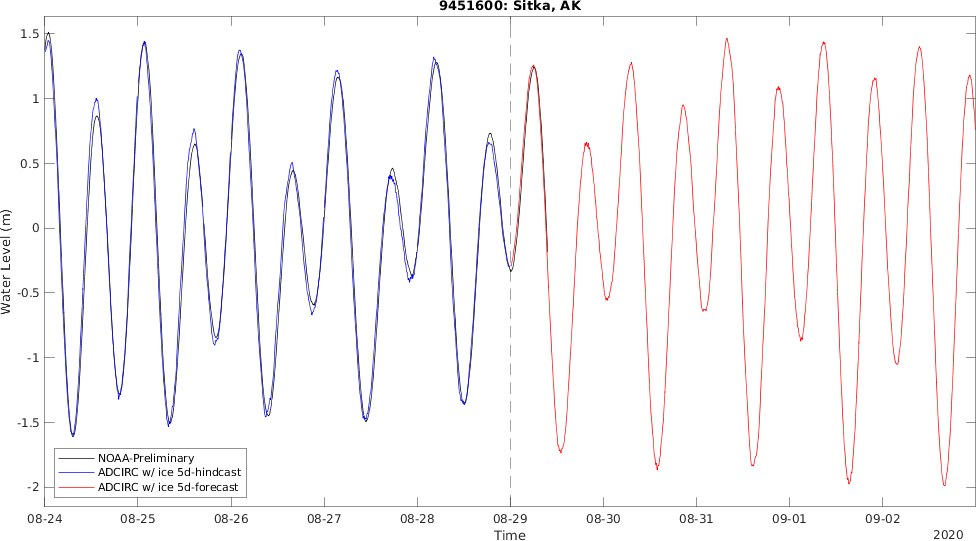 9451600: Sitka, AK
1.5
1
0.5
0
-0.5
-1
-1.5
-2
Water Level (m)
NOAA-Preliminary
ADCIRC w/ ice 5d-hindcast
ADCIRC w/ ice 5d-forecast
08-24 08-25 08-26 08-27 08-28 08-29 08-30 08-31 09-01 09-02
Time
2020